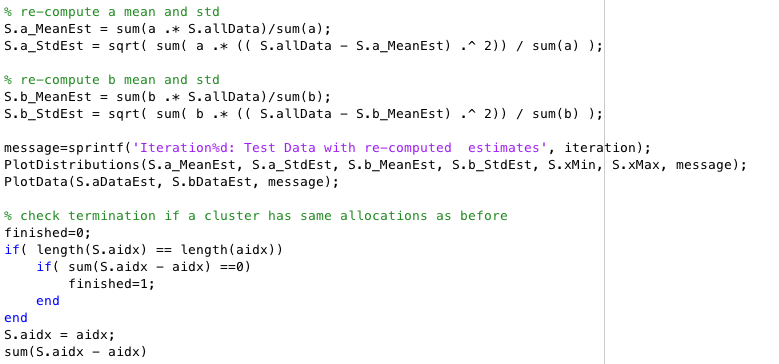 % re-compute a mean and std
S.a_MeanEst = sum(a .* S.allData)/sum(a);
S.a_StdEst = sqrt( sum( a .* (( S.allData - S.a_MeanEst) .^ 2)) / sum(a) );

% re-compute b mean and std
S.b_MeanEst = sum(b .* S.allData)/sum(b);
S.b_StdEst = sqrt( sum( b .* (( S.allData - S.b_MeanEst) .^ 2)) / sum(b) );

message=sprintf('Iteration%d: Test Data with re-computed  estimates', iteration);
PlotDistributions(S.a_MeanEst, S.a_StdEst, S.b_MeanEst, S.b_StdEst, S.xMin, S.xMax, message);
PlotData(S.aDataEst, S.bDataEst, message);

% check termination if a cluster has same allocations as before
finished=0;
if( length(S.aidx) == length(aidx))
    if( sum(S.aidx - aidx) ==0)
        finished=1;
    end
end
S.aidx = aidx;
sum(S.aidx - aidx)